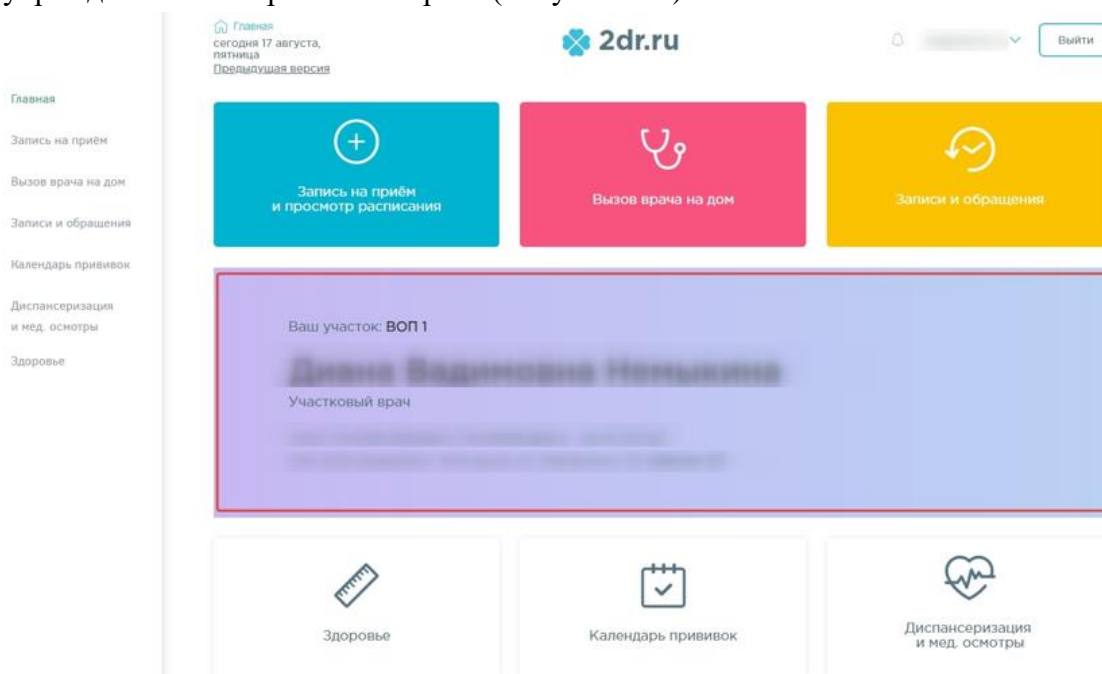 Главная
сегодня 17 августа,
пятница
Предыдущая версия
2dr.ru
Выйти
Главная
Запись на приём
Вызов врача на дом
Записи и обращения
Календарь прививок
Диспансеризация
и мед. осмотры
Здоровье
Запись на приём
и просмотр расписания
Вызов врача на дом
Записи и обращения
Ваш участок: ВОП 1
Участковый врач
Здоровье
Календарь прививок
Диспансеризация
и мед. осмотры